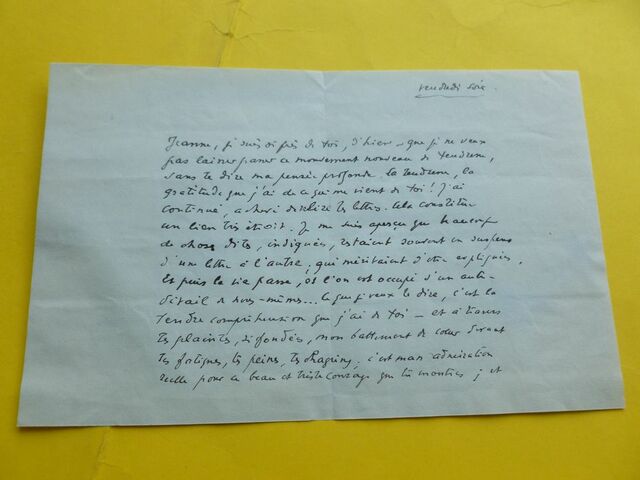 vendredi soir.
Jeanne, je suis si près de toi, d'hier – que je ne veux
pas laisser passer ce mouvement nouveau de tendresse,
sans te dire ma pensée profonde. la tendresse, la
gratitude que j'ai de ce qui me vient de toi ! J'ai
continué, achevé de relire tes lettres. Cela constitue
un lien très étroit. Je me suis aperçu que beaucoup
de choses dites, indiquées, restaient souvent en suspens
d'une lettre à l'autre, qui méritaient d'être expliquées,
et puis la vie passe, et l'on est occupé d'un autre
détail de nous-mêmes... Ce que je veux te dire, c'est la
tendre compréhension que j'ai de toi – et à travers
tes plaintes, si fondées, mon battement de cœur devant
tes fatigues, tes peines, tes chagrins. c'est mon admiration
réelle pour ce beau et triste courage que tu montres ; et